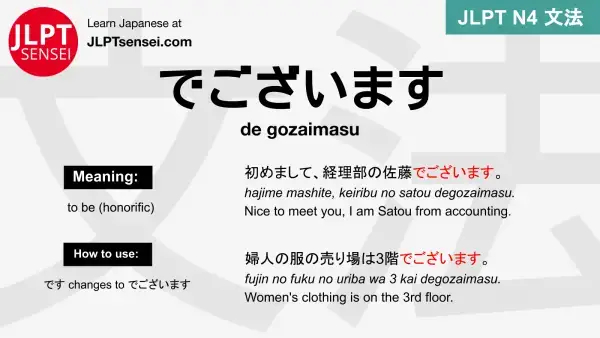 JLPT
SENSEI
Learn Japanese at
JLPTsensei.com
JLPT N4 文法
でございます
de gozaimasu
Meaning:
to be (honorific)
How to use:
です changes to でございます
初めまして、経理部の佐藤でございます。
hajime mashite, keiribu no satou degozaimasu.
Nice to meet you, I am Satou from accounting.
婦人の服の売り場は3階でございます。
fujin no fuku no uriba wa 3 kai degozaimasu.
Women's clothing is on the 3rd floor.
文法